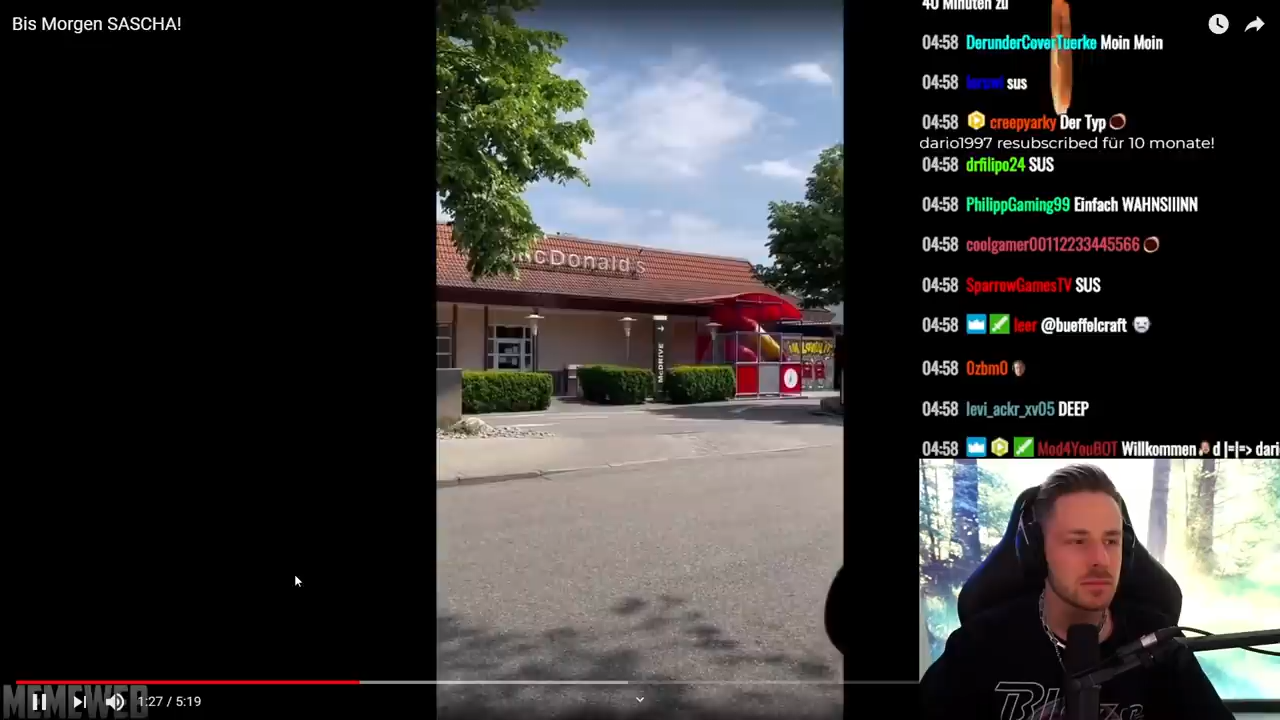 Bis Morgen SASCHA!
40 Minuten zu
04:58 DerunderCoverTuerke Moin Moin
04:58 sus
04:58 creepyarky Der Typ
dario1997 resubscribed für 10 monate!
04:58 drfilipo24 SUS
04:58 PhilippGaming99 Einfach WAHNSIIINN
04:58 coolgamer00112233445566
04:58 SparrowGamesTV SUS
04:58 leer @bueffelcraft
04:58 Ozbm0
04:58 levi_ackr_xv05 DEEP
04:58 Mod4YouBOT Willkommen d |=|=> dari
McDonald's
McDRIVE
MEMEWEB
1:27 / 5:19